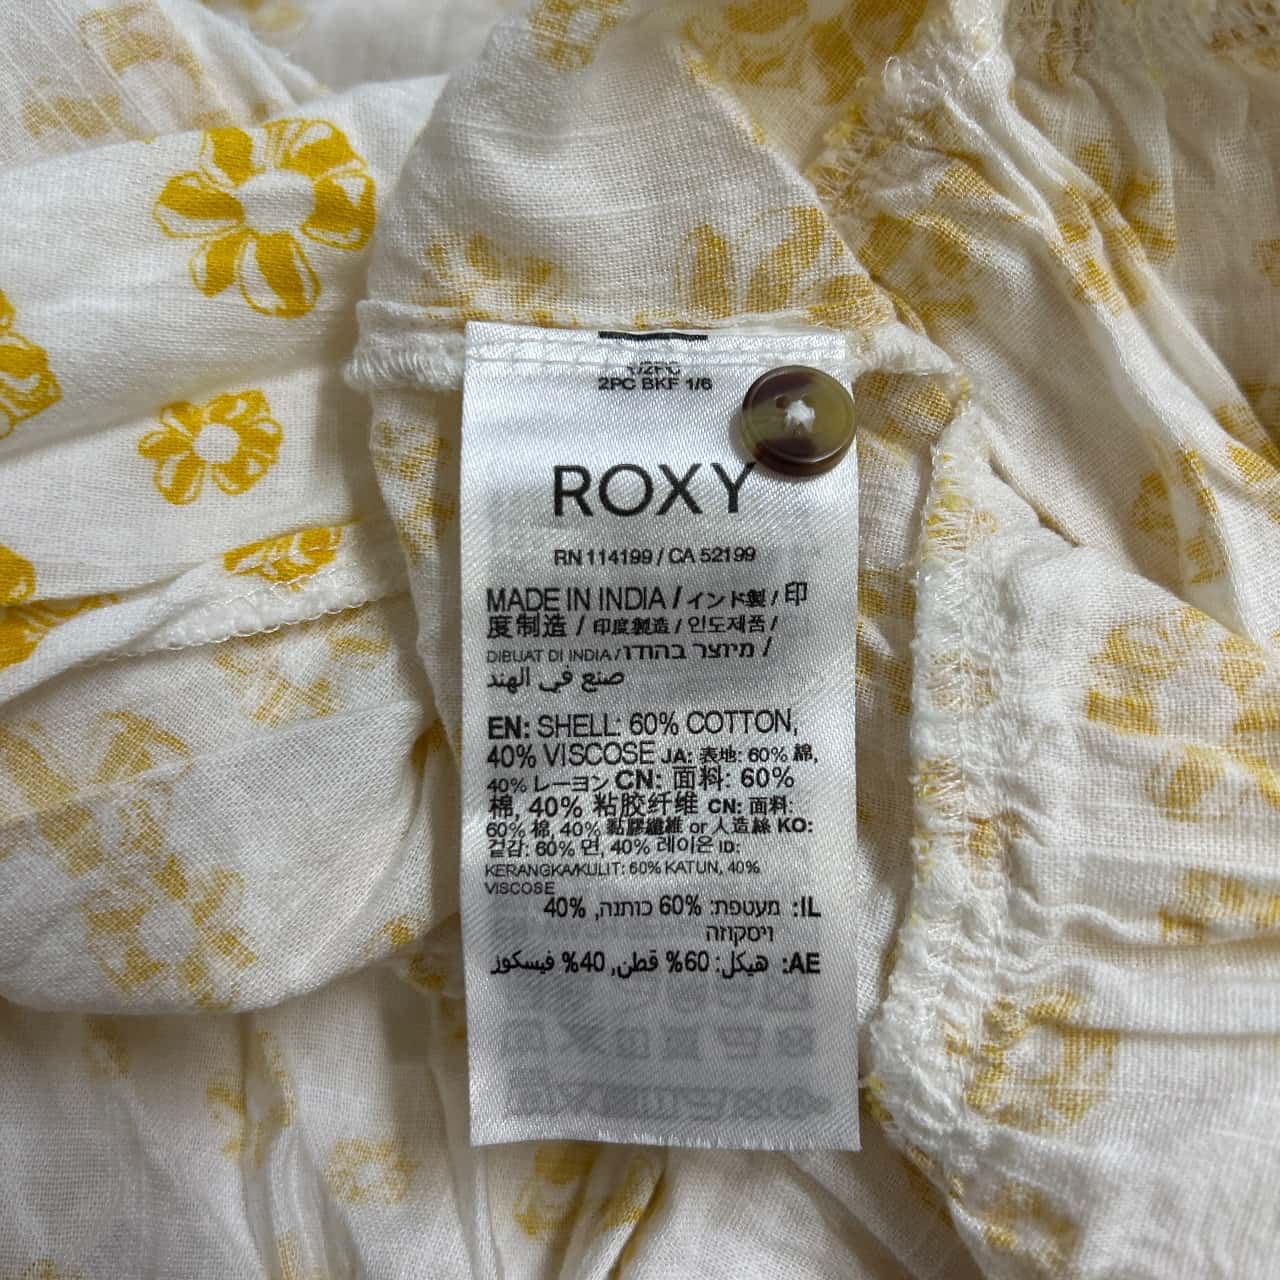 2PC BKF 1/6
ROXY
RN 114199 / CA 52199
MADE IN INDIA / インド製 / 印
度制造 / 印度製造 / 인도제품 /
DIBUAT DI INDIA / מיוצר בהודו /
صنع في الهند
EN: SHELL: 60% COTTON,
40% VISCOSE JA: 表地: 60% 綿,
40% レーヨン CN: 面料: 60%
棉, 40% 粘胶纤维 CN: 面料:
60% 棉, 40% 黏膠纖維 or 人造絲 KO:
겉감: 60% 면, 40% 레이온 ID:
KERANGKA/KULIT: 60% KATUN, 40%
VISCOSE
IL: מעטפת: 60% כותנה, 40%
ויסקוזה
AE: هيكل: 60% قطن, 40% فيسكوز